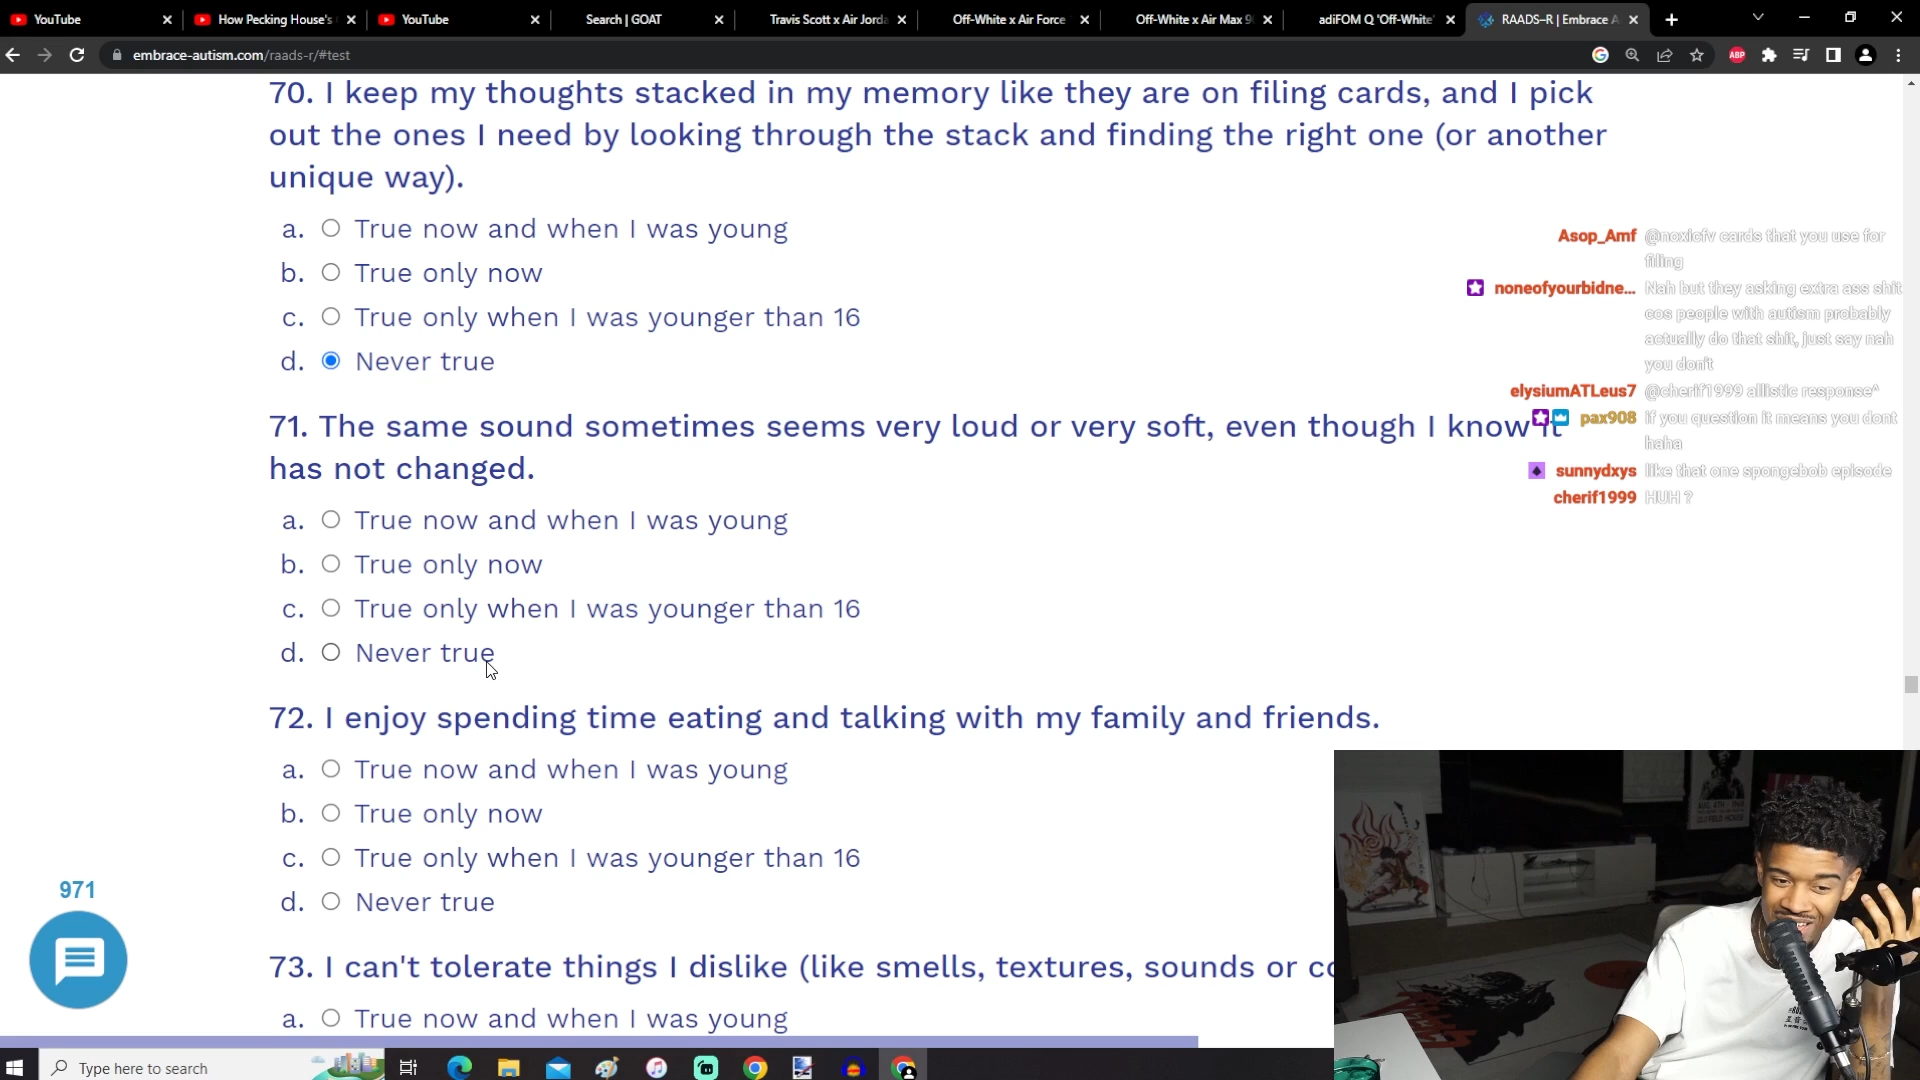 YouTube
How Pecking House's
YouTube
Search | GOAT
Travis Scott x Air Jorda
Off-White x Air Force
Off-White x Air Max 9
adiFOM Q 'Off-White'
RAADS–R | Embrace A
embrace-autism.com/raads-r/#test
ABP
70. I keep my thoughts stacked in my memory like they are on filing cards, and I pick
out the ones I need by looking through the stack and finding the right one (or another
unique way).
a. True now and when I was young
b. True only now
c. True only when I was younger than 16
d. Never true
71. The same sound sometimes seems very loud or very soft, even though I know it
has not changed.
a. True now and when I was young
b. True only now
c. True only when I was younger than 16
d. Never true
72. I enjoy spending time eating and talking with my family and friends.
a. True now and when I was young
b. True only now
c. True only when I was younger than 16
d. Never true
73. I can't tolerate things I dislike (like smells, textures, sounds or
a. True now and when I was young
Asop_Amf @noxlcfv cards that you use for
filing
noneofyourbidne... Nah but they asking extra ass shit
cos people with autism probably
actually do that shit, just say nah
you don't
elysiumATLeus7 @cherif1999 allistic response^
pax908 If you question it means you dont
haha
sunnydxys like that one spongebob episode
cherif1999 HUH ?
971
Type here to search